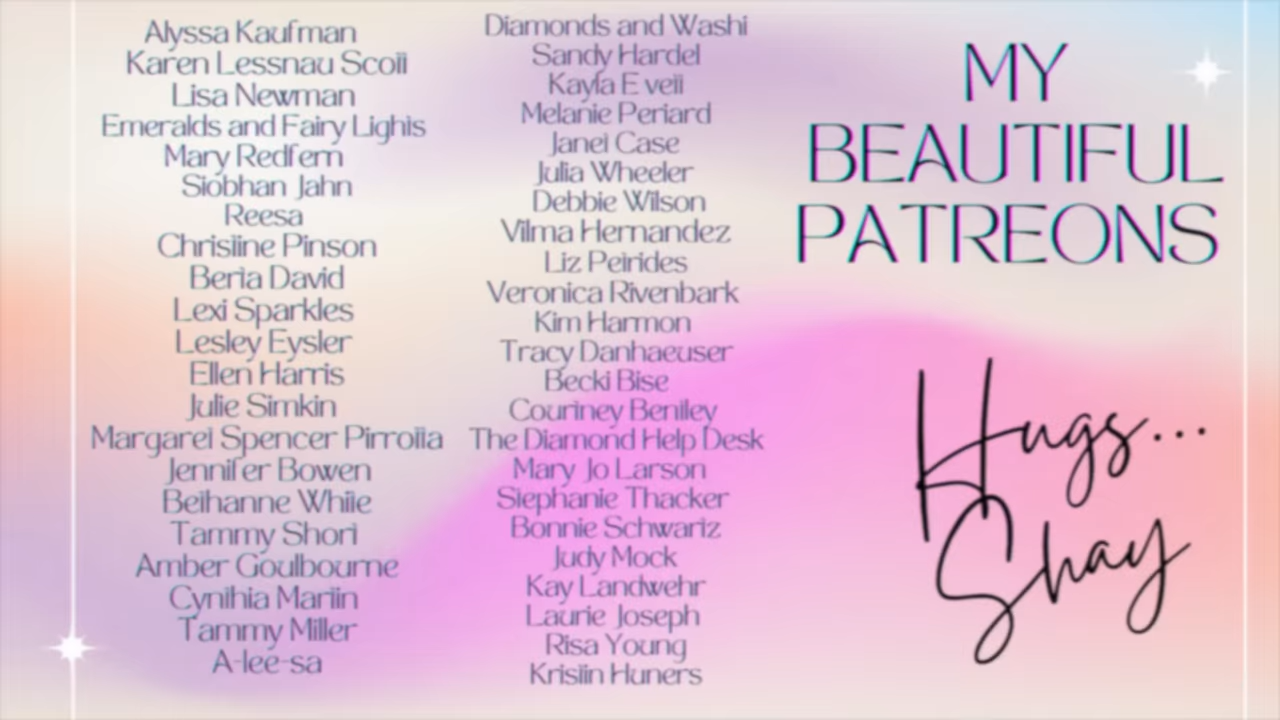 Alyssa Kaufman
Karen Lessnau Scott
Lisa Newman
Emeralds and Fairy Lights
Mary Redfern
Siobhan Jahn
Reesa
Christine Pinson
Berta David
Lexi Sparkles
Lesley Eysler
Ellen Harris
Julie Simkin
Margaret Spencer Pirrotta
Jennifer Bowen
Bethanne White
Tammy Short
Amber Goulbourne
Cynthia Martin
Tammy Miller
A-lee-sa
Diamonds and Washi
Sandy Hardel
Kayla Evett
Melanie Periard
Janet Case
Julia Wheeler
Debbie Wilson
Vilma Hernandez
Liz Petrides
Veronica Rivenbark
Kim Harmon
Tracy Danhaeuser
Becki Bise
Courtney Bentley
The Diamond Help Desk
Mary Jo Larson
Stephanie Thacker
Bonnie Schwartz
Judy Mock
Kay Landwehr
Laurie Joseph
Risa Young
Kristin Huners
MY
BEAUTIFUL
PATREONS
Hugs...
Shay